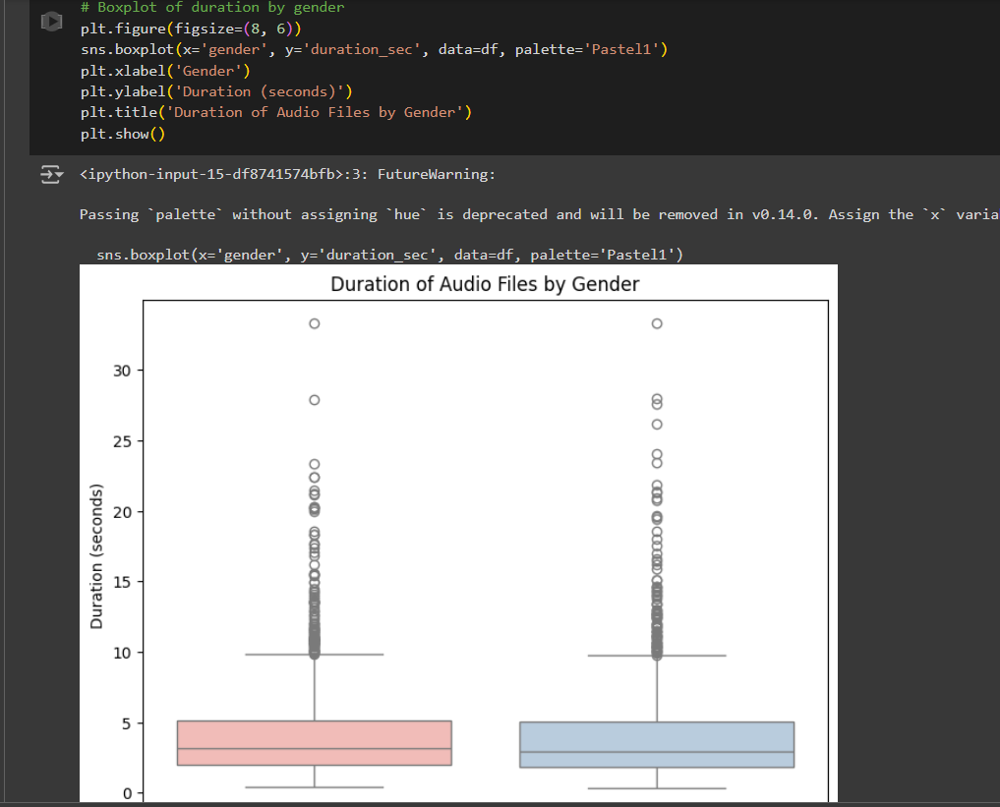 # Boxplot of duration by gender
plt.figure(figsize=(8, 6))
sns.boxplot(x='gender', y='duration_sec', data=df, palette='Pastel1')
plt.xlabel('Gender')
plt.ylabel('Duration (seconds)')
plt.title('Duration of Audio Files by Gender')
plt.show()
<ipython-input-15-df8741574bfb>:3: FutureWarning:
Passing `palette` without assigning `hue` is deprecated and will be removed in v0.14.0. Assign the `x` varia
sns.boxplot(x='gender', y='duration_sec', data=df, palette='Pastel1')
Duration of Audio Files by Gender
30
25
20
15
10
5
0
Duration (seconds)